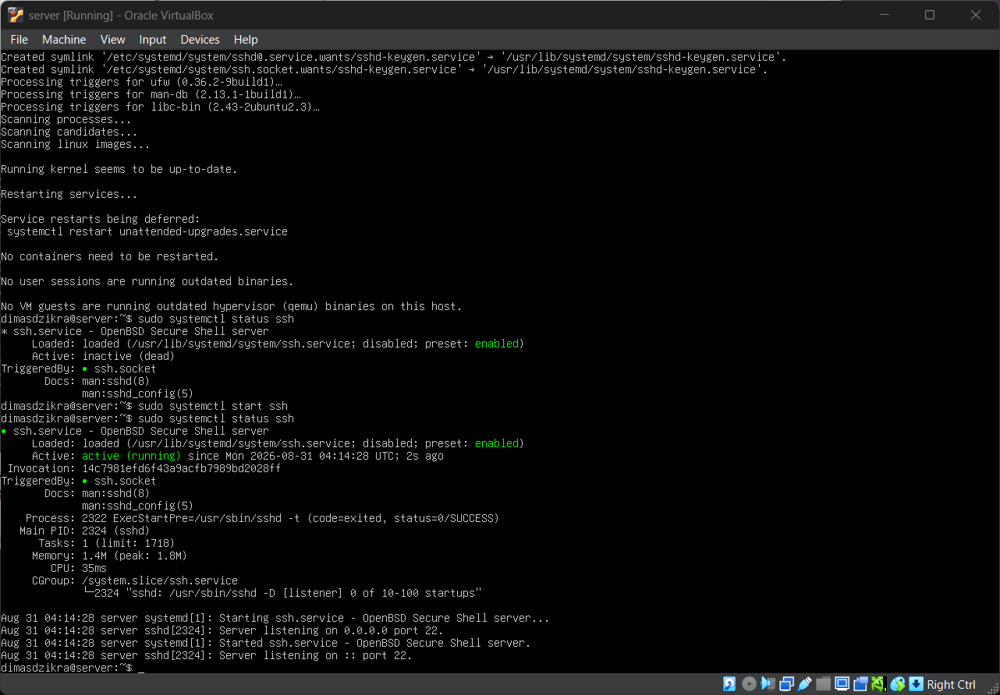 server [Running] - Oracle VirtualBox
File Machine View Input Devices Help
Created symlink '/etc/systemd/system/sshd@.service.wants/sshd-keygen.service' → '/usr/lib/systemd/system/sshd-keygen.service'.
Created symlink '/etc/systemd/system/ssh.socket.wants/sshd-keygen.service' → '/usr/lib/systemd/system/sshd-keygen.service'.
Processing triggers for ufw (0.36.2-9build1)…
Processing triggers for man-db (2.13.1-1build1)…
Processing triggers for libc-bin (2.43-2ubuntu2.3)…
Scanning processes...
Scanning candidates...
Scanning linux images...
Running kernel seems to be up-to-date.
Restarting services...
Service restarts being deferred:
 systemctl restart unattended-upgrades.service
No containers need to be restarted.
No user sessions are running outdated binaries.
No VM guests are running outdated hypervisor (qemu) binaries on this host.
dimasdzikra@server:~$ sudo systemctl status ssh
* ssh.service - OpenBSD Secure Shell server
     Loaded: loaded (/usr/lib/systemd/system/ssh.service; disabled; preset: enabled)
     Active: inactive (dead)
TriggeredBy: ● ssh.socket
       Docs: man:sshd(8)
             man:sshd_config(5)
dimasdzikra@server:~$ sudo systemctl start ssh
dimasdzikra@server:~$ sudo systemctl status ssh
● ssh.service - OpenBSD Secure Shell server
     Loaded: loaded (/usr/lib/systemd/system/ssh.service; disabled; preset: enabled)
     Active: active (running) since Mon 2026-08-31 04:14:28 UTC; 2s ago
 Invocation: 14c7981efd6f43a9acfb7989bd2028ff
TriggeredBy: ● ssh.socket
       Docs: man:sshd(8)
             man:sshd_config(5)
    Process: 2322 ExecStartPre=/usr/sbin/sshd -t (code=exited, status=0/SUCCESS)
   Main PID: 2324 (sshd)
      Tasks: 1 (limit: 1718)
     Memory: 1.4M (peak: 1.8M)
        CPU: 35ms
     CGroup: /system.slice/ssh.service
             └─2324 "sshd: /usr/sbin/sshd -D [listener] 0 of 10-100 startups"
Aug 31 04:14:28 server systemd[1]: Starting ssh.service - OpenBSD Secure Shell server...
Aug 31 04:14:28 server sshd[2324]: Server listening on 0.0.0.0 port 22.
Aug 31 04:14:28 server systemd[1]: Started ssh.service - OpenBSD Secure Shell server.
Aug 31 04:14:28 server sshd[2324]: Server listening on :: port 22.
dimasdzikra@server:~$ _
Right Ctrl